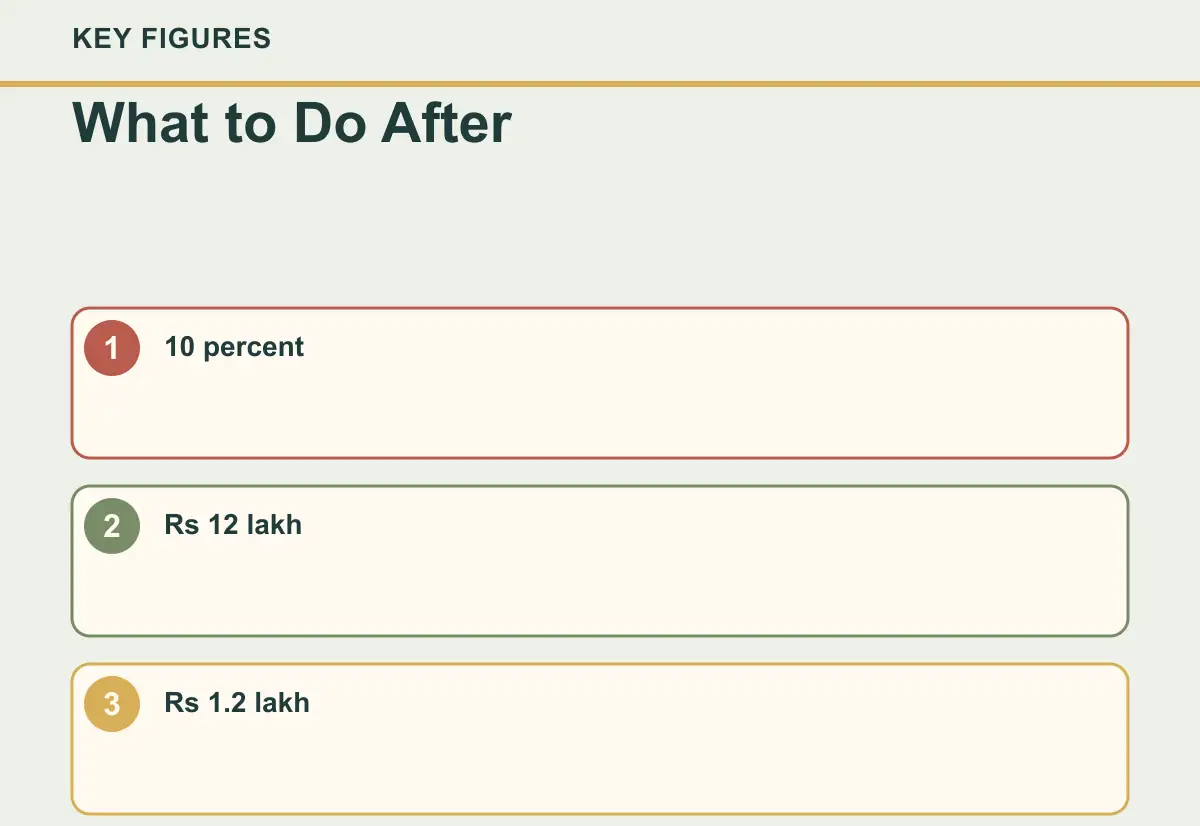 KEY FIGURES
What to Do After
1 10 percent
2 Rs 12 lakh
3 Rs 1.2 lakh